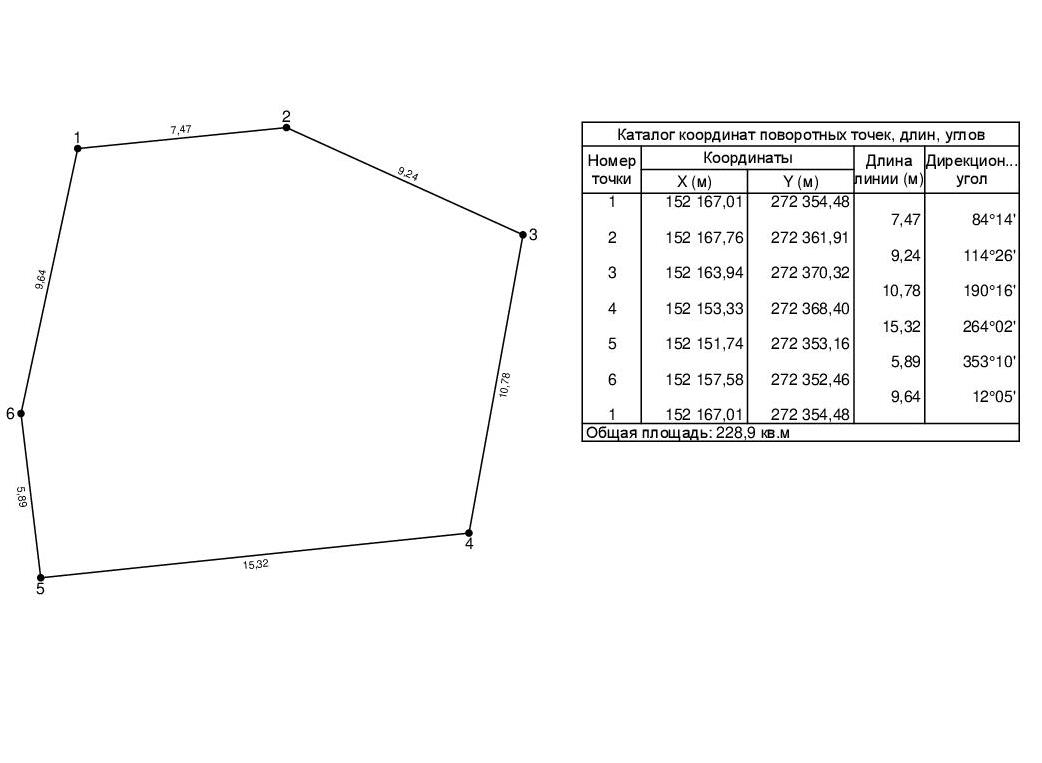 1
7,47
2
9,24
3
9,64
10,78
6
5,89
4
15,32
5
Каталог координат поворотных точек, длин, углов
Номер точки
Координаты
Длина линии (м)
Дирекцион... угол
X (м)
Y (м)
1 152 167,01 272 354,48
7,47 84°14'
2 152 167,76 272 361,91
9,24 114°26'
3 152 163,94 272 370,32
10,78 190°16'
4 152 153,33 272 368,40
15,32 264°02'
5 152 151,74 272 353,16
5,89 353°10'
6 152 157,58 272 352,46
9,64 12°05'
1 152 167,01 272 354,48
Общая площадь: 228,9 кв.м